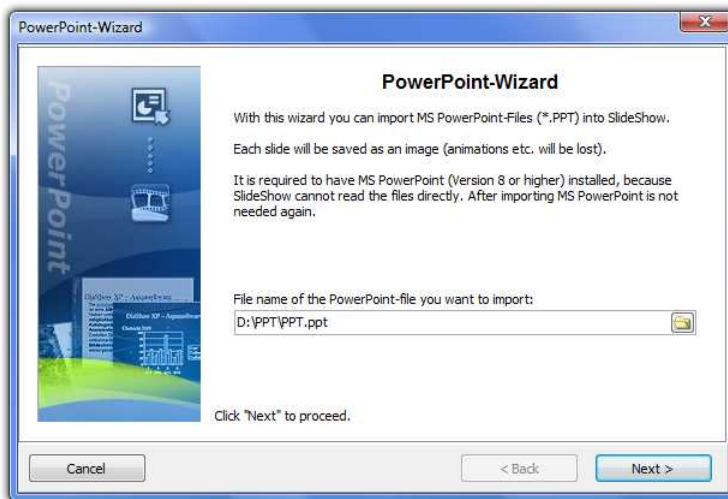 PowerPoint-Wizard
PowerPoint
PowerPoint-Wizard
With this wizard you can import MS PowerPoint-Files (*.PPT) into SlideShow.
Each slide will be saved as an image (animations etc. will be lost).
It is required to have MS PowerPoint (Version 8 or higher) installed, because
SlideShow cannot read the files directly. After importing MS PowerPoint is not
needed again.
File name of the PowerPoint-file you want to import:
D:\PPT\PPT.ppt
Click "Next" to proceed.
Cancel
< Back
Next >